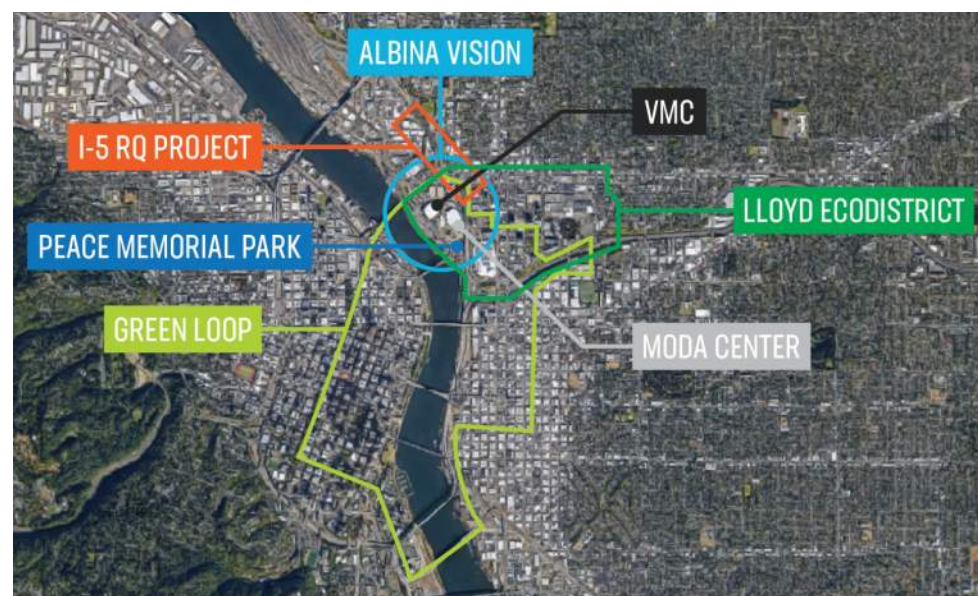 ALBINA VISION
VMC
I-5 RQ PROJECT
LLOYD ECODISTRICT
PEACE MEMORIAL PARK
GREEN LOOP
MODA CENTER